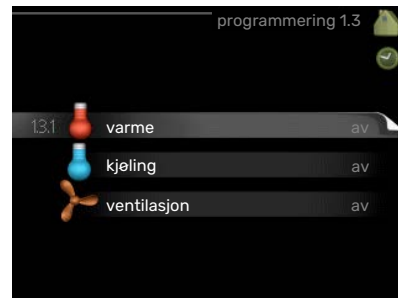 programmering 1.3
1.3.1 varme av
kjøling av
ventilasjon av